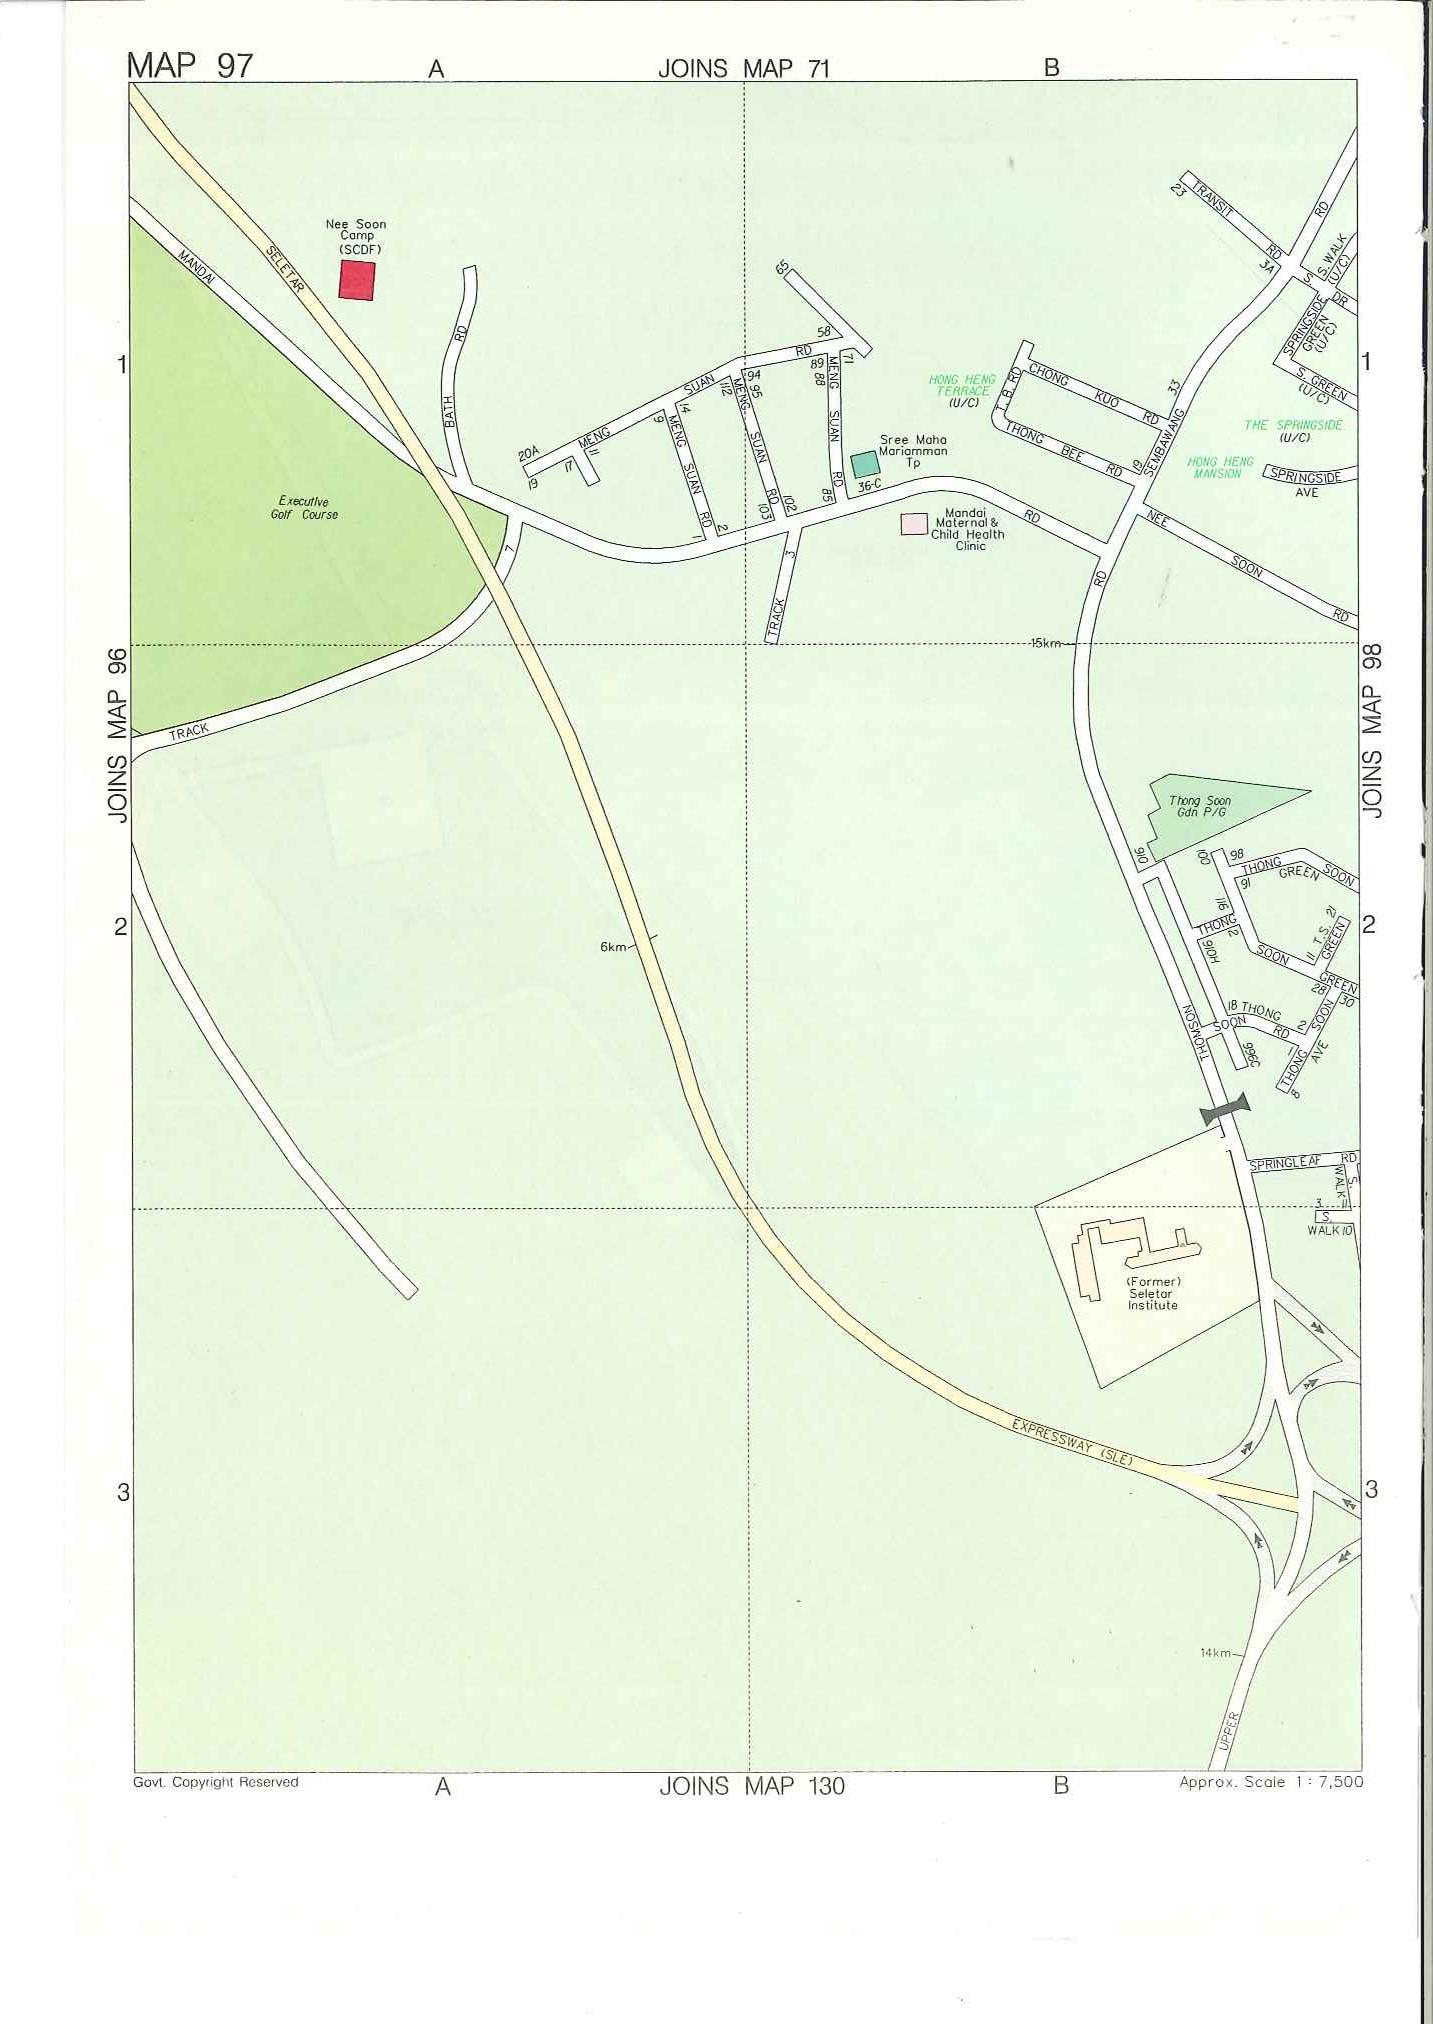 MAP 97
A
JOINS MAP 71
B
TRANSIT
RD
23
3A
RD
S. WALK
(U/C)
S.
DR
SPRINGSIDE
GREEN
(U/C)
S. GREEN
(U/C)
Nee Soon
Camp
(SCDF)
MANDAI
SELETAR
BATH RD
65
58
RD
71
89
88
94
95
112
SUAN
14
9
MENG
11
17
20A
19
MENG SUAN RD
1
2
MENG SUAN RD
103
102
MENG SUAN RD
85
1
1
HONG HENG
TERRACE
(U/C)
T. B. RD
CHONG KUO RD
THONG BEE RD
33
19
SEMBAWANG
THE SPRINGSIDE
(U/C)
HONG HENG
MANSION
SPRINGSIDE
AVE
Sree Maha
Mariamman
Tp
36-C
Mandai
Maternal &
Child Health
Clinic
RD
RD
NEE SOON RD
Executive
Golf Course
7
3
TRACK
15km
JOINS MAP 96
JOINS MAP 98
TRACK
Thong Soon
Gdn P/G
910
100
98
THONG SOON
GREEN
91
116
THONG
2
SOON
GREEN
910H
T.S.
GREEN
21
11
28
30
18
THONG
SOON
RD
2
1
THONG SOON
AVE
8
996C
2
2
6km
THOMSON
SPRINGLEAF RD
WALK 11
S.
3
S.
WALK 10
(Former)
Seletar
Institute
EXPRESSWAY (SLE)
3
3
14km
UPPER
Govt. Copyright Reserved
A
JOINS MAP 130
B
Approx. Scale 1 : 7,500